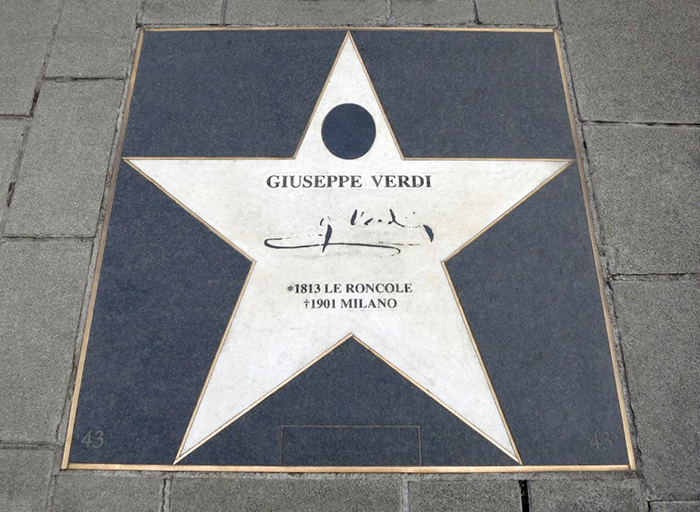 GIUSEPPE VERDI
G. Verdi
*1813 LE RONCOLE
†1901 MILANO
43 43